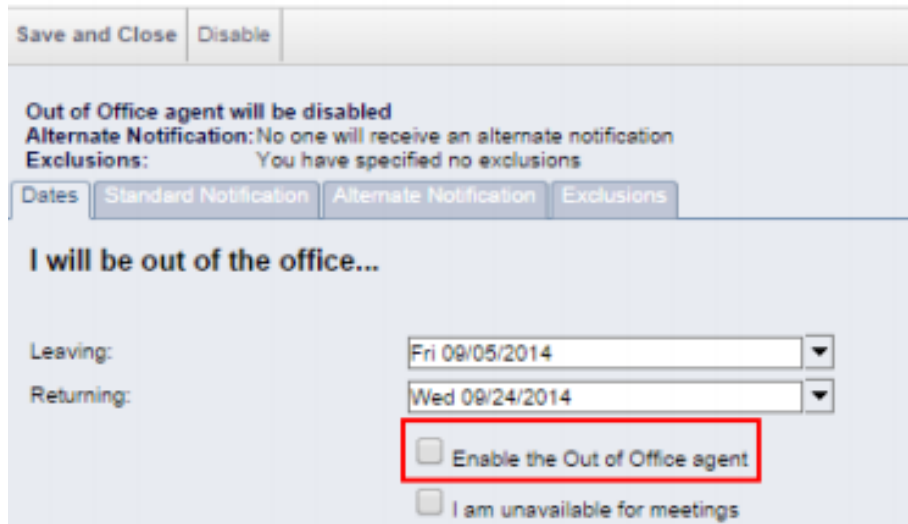 Save and Close Disable
Out of Office agent will be disabled
Alternate Notification: No one will receive an alternate notification
Exclusions: You have specified no exclusions
Dates Standard Notification Alternate Notification Exclusions
I will be out of the office...
Leaving: Fri 09/05/2014
Returning: Wed 09/24/2014
Enable the Out of Office agent
I am unavailable for meetings